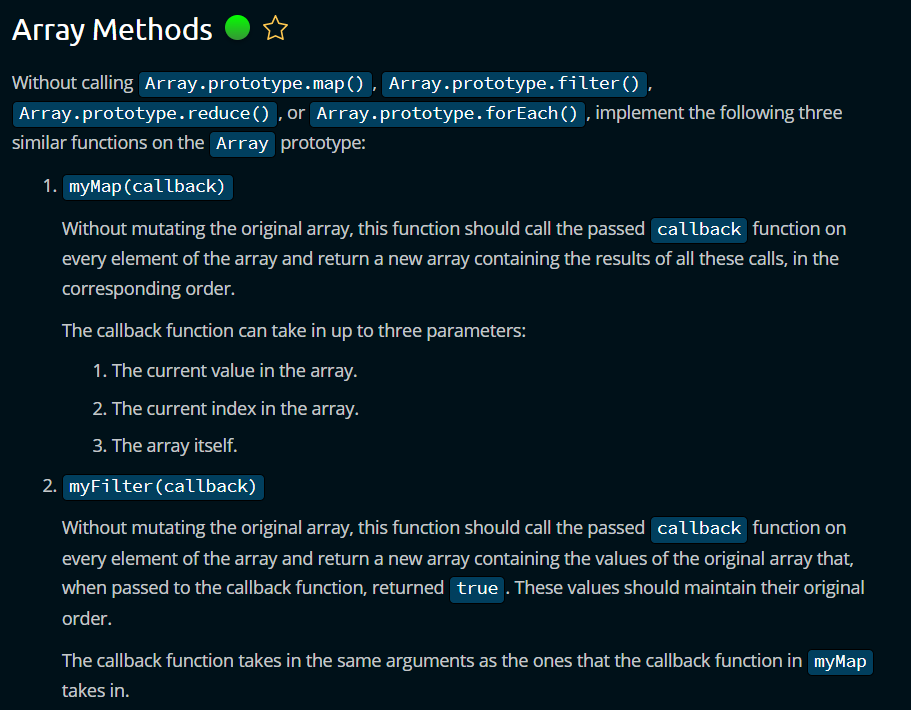 Array Methods
Without calling Array.prototype.map() , Array.prototype.filter() ,
Array.prototype.reduce() , or Array.prototype.forEach() , implement the following three
similar functions on the Array prototype:
1. myMap(callback)
Without mutating the original array, this function should call the passed callback function on
every element of the array and return a new array containing the results of all these calls, in the
corresponding order.
The callback function can take in up to three parameters:
1. The current value in the array.
2. The current index in the array.
3. The array itself.
2. myFilter(callback)
Without mutating the original array, this function should call the passed callback function on
every element of the array and return a new array containing the values of the original array that,
when passed to the callback function, returned true . These values should maintain their original
order.
The callback function takes in the same arguments as the ones that the callback function in myMap
takes in.